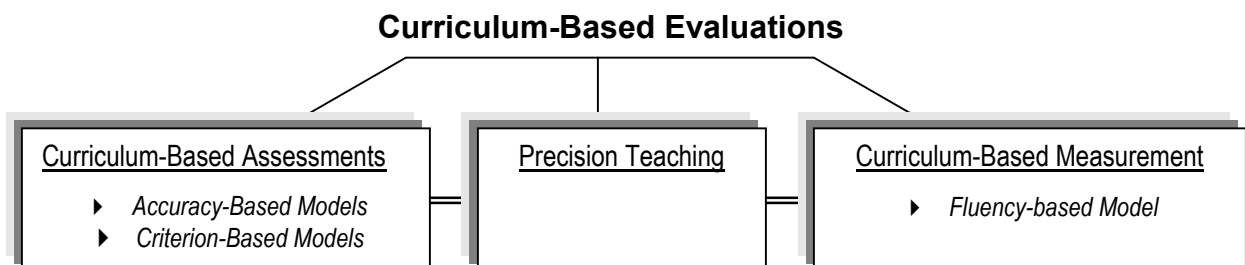 Curriculum-Based Evaluations
Curriculum-Based Assessments
Accuracy-Based Models
Criterion-Based Models
Precision Teaching
Curriculum-Based Measurement
Fluency-based Model